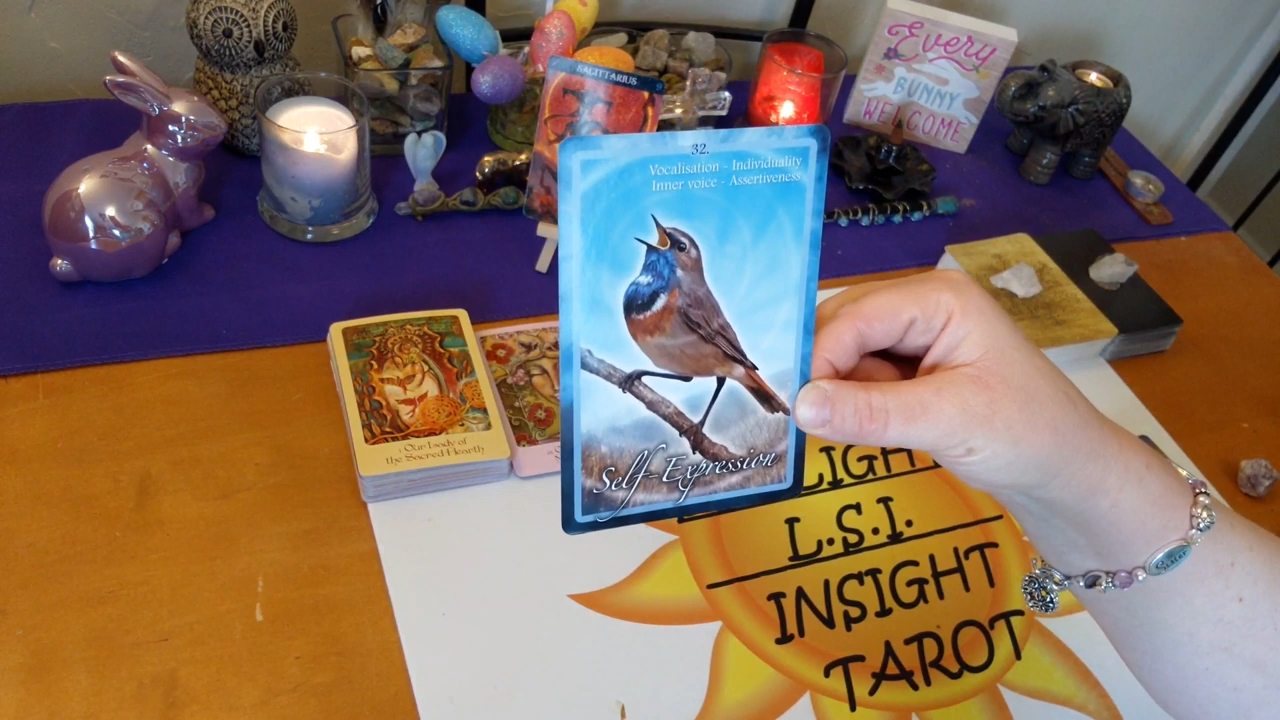 SAGITTARIUS
Every
BUNNY
WELCOME
32.
Vocalisation - Individuality
Inner voice - Assertiveness
Self-Expression
Our Lady of
the Sacred Hearth
LIGHT
L.S.I.
INSIGHT
TAROT